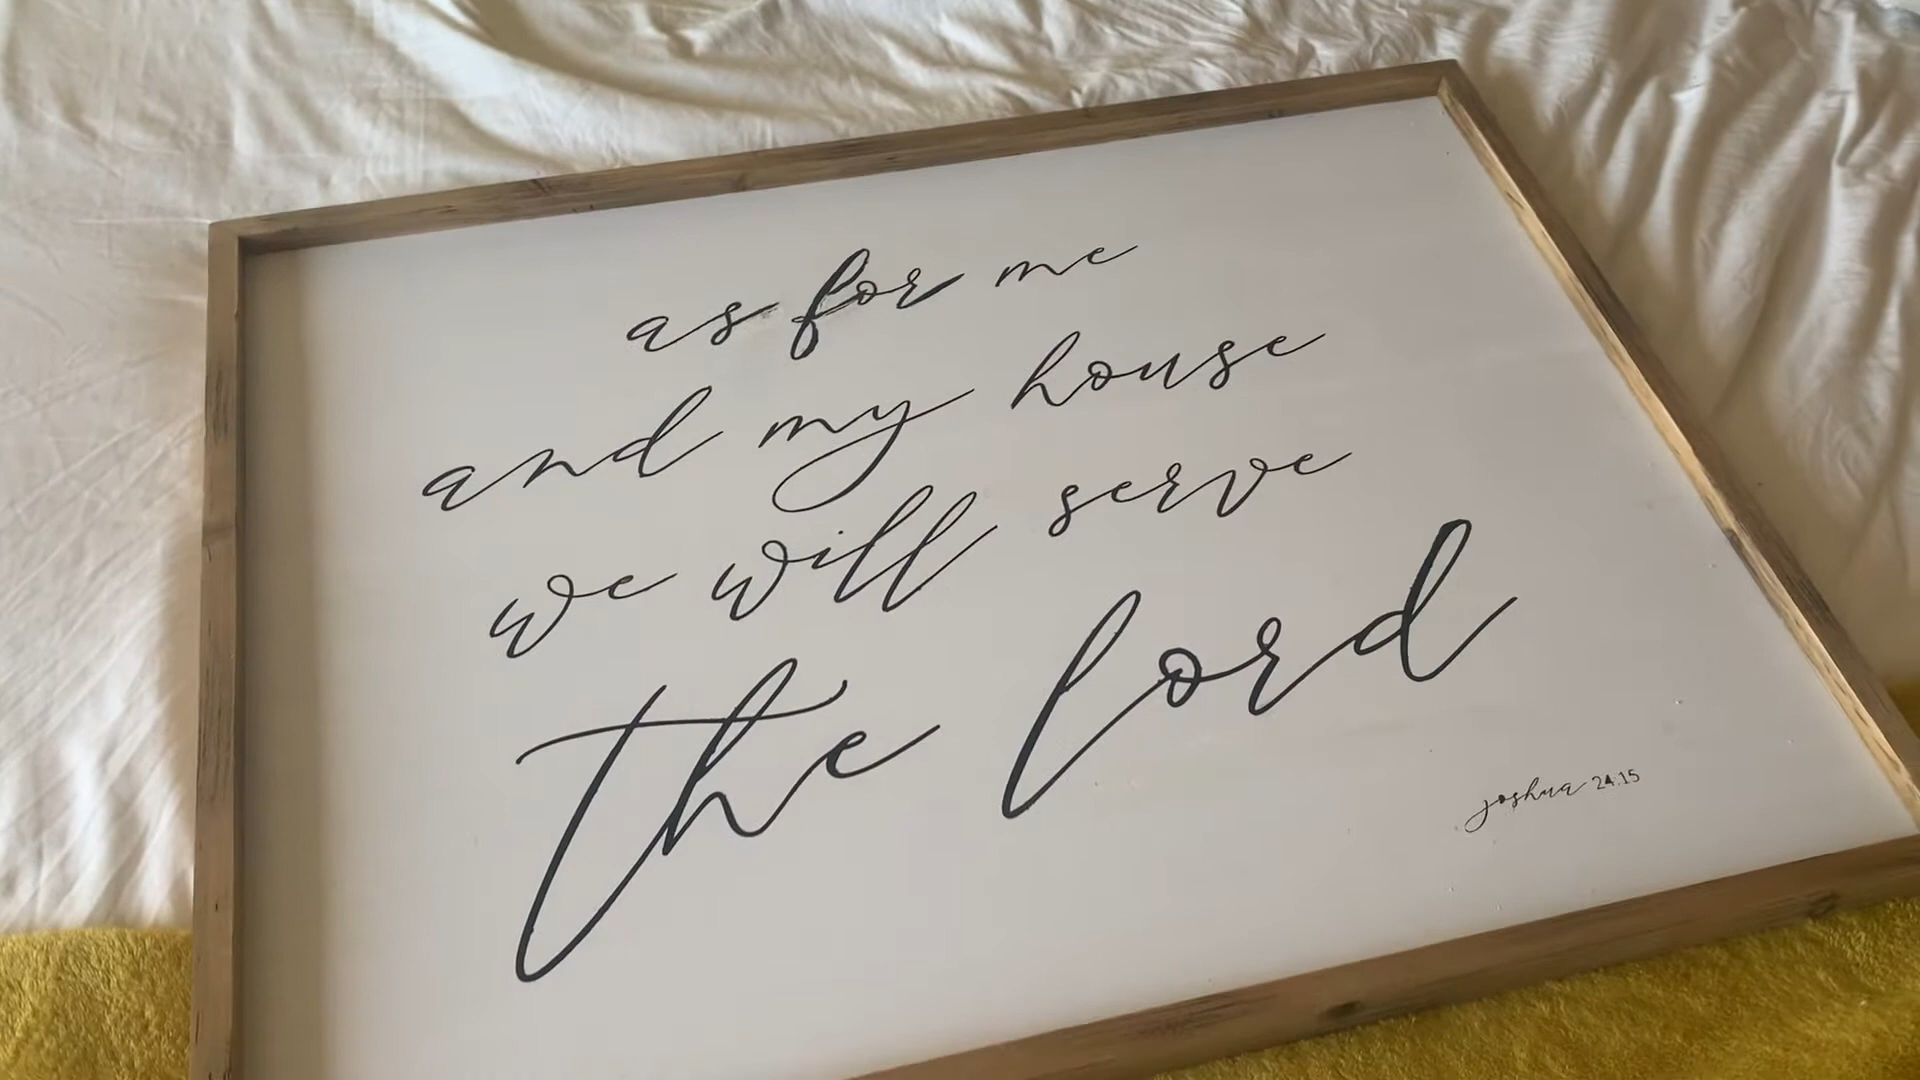 as for me
and my house
we will serve
the lord
joshua 24:15